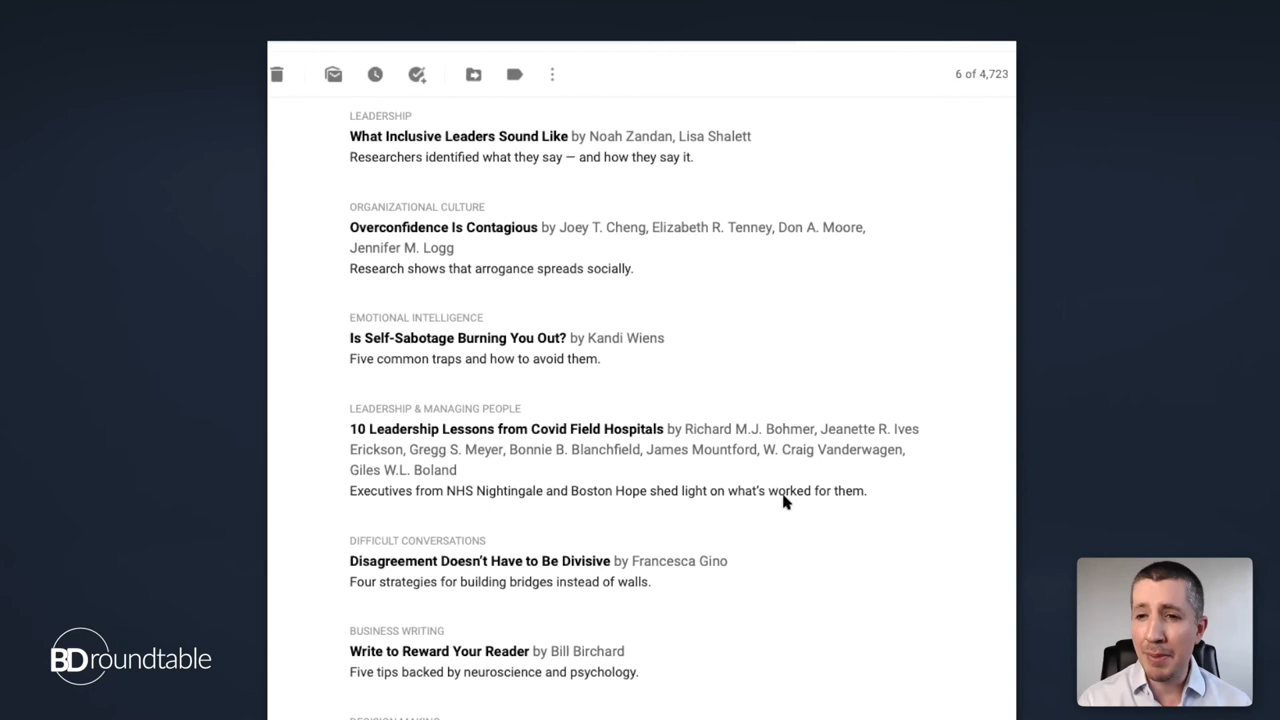 6 of 4,723
LEADERSHIP
What Inclusive Leaders Sound Like by Noah Zandan, Lisa Shalett
Researchers identified what they say — and how they say it.
ORGANIZATIONAL CULTURE
Overconfidence Is Contagious by Joey T. Cheng, Elizabeth R. Tenney, Don A. Moore,
Jennifer M. Logg
Research shows that arrogance spreads socially.
EMOTIONAL INTELLIGENCE
Is Self-Sabotage Burning You Out? by Kandi Wiens
Five common traps and how to avoid them.
LEADERSHIP & MANAGING PEOPLE
10 Leadership Lessons from Covid Field Hospitals by Richard M.J. Bohmer, Jeanette R. Ives
Erickson, Gregg S. Meyer, Bonnie B. Blanchfield, James Mountford, W. Craig Vanderwagen,
Giles W.L. Boland
Executives from NHS Nightingale and Boston Hope shed light on what’s worked for them.
DIFFICULT CONVERSATIONS
Disagreement Doesn’t Have to Be Divisive by Francesca Gino
Four strategies for building bridges instead of walls.
BUSINESS WRITING
Write to Reward Your Reader by Bill Birchard
Five tips backed by neuroscience and psychology.
BDroundtable